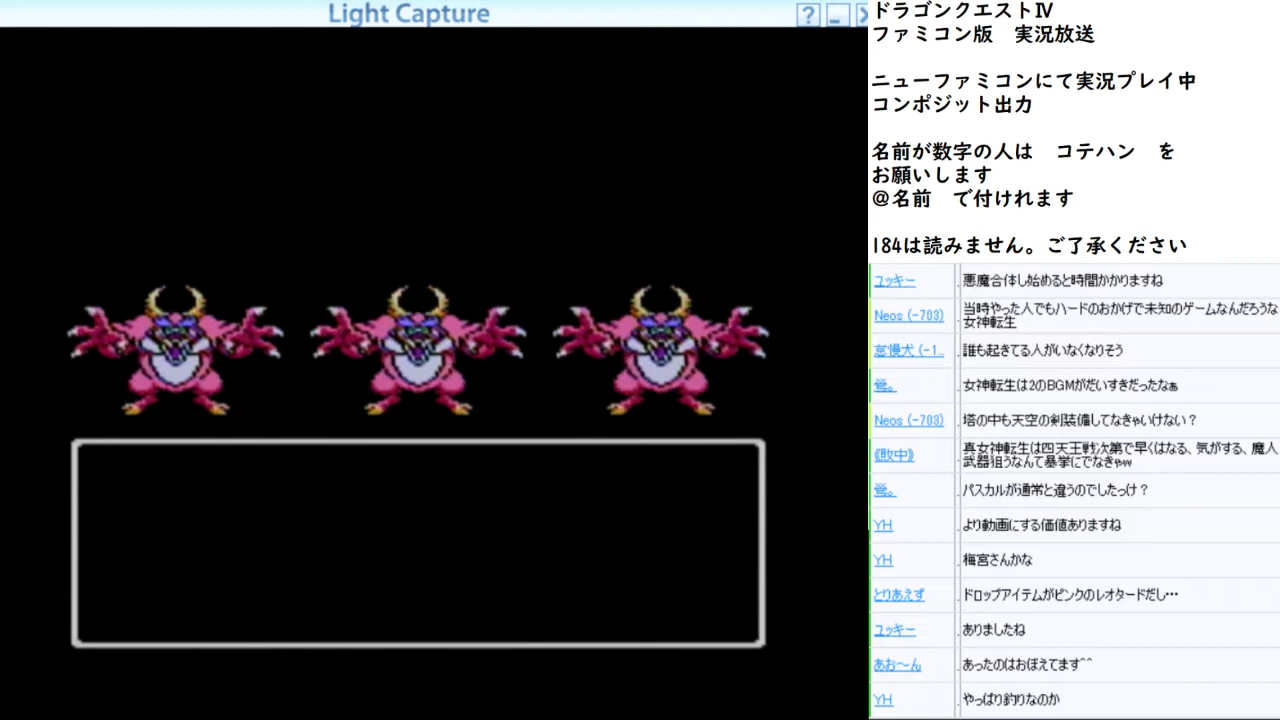 Light Capture
ドラゴンクエストⅣ
ファミコン版　実況放送
ニューファミコンにて実況プレイ中
コンポジット出力
名前が数字の人は　コテハン　を
お願いします
@名前　で付けれます
184は読みません。ご了承ください
ユッキー
悪魔合体し始めると時間かかりますね
Neos (-703)
当時やった人でもハードのおかげで未知のゲームなんだろうな
女神転生
怠慢犬 (-1...
誰も起きてる人がいなくなりそう
鶯。
女神転生は2のBGMがだいすきだったなぁ
Neos (-703)
塔の中も天空の剣装備してなきゃいけない？
《敗中》
真女神転生は四天王戦次第で早くはなる、気がする、魔人
武器狙うなんて暴挙にでなきゃw
鶯。
パスカルが通常と違うのでしたっけ？
YH
より動画にする価値ありますね
YH
梅宮さんかな
とりあえず
ドロップアイテムがピンクのレオタードだし…
ユッキー
ありましたね
あお～ん
あったのはおぼえてます^^
YH
やっぱり釣りなのか